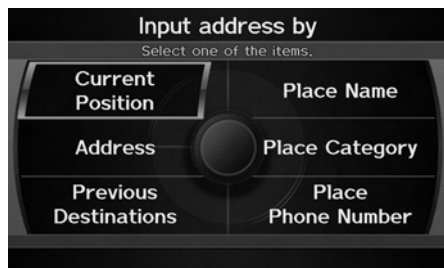 Input address by
Select one of the items.
Current
Position
Place Name
Address
Place Category
Previous
Destinations
Place
Phone Number